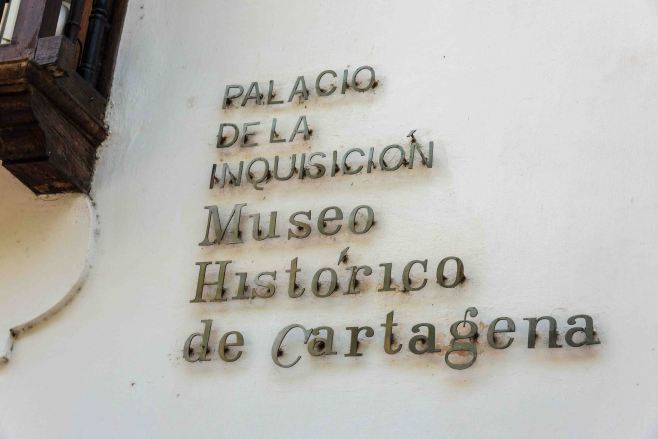 PALACIO
DE LA
INQUISICIÓN
Museo
Histórico
de Cartagena